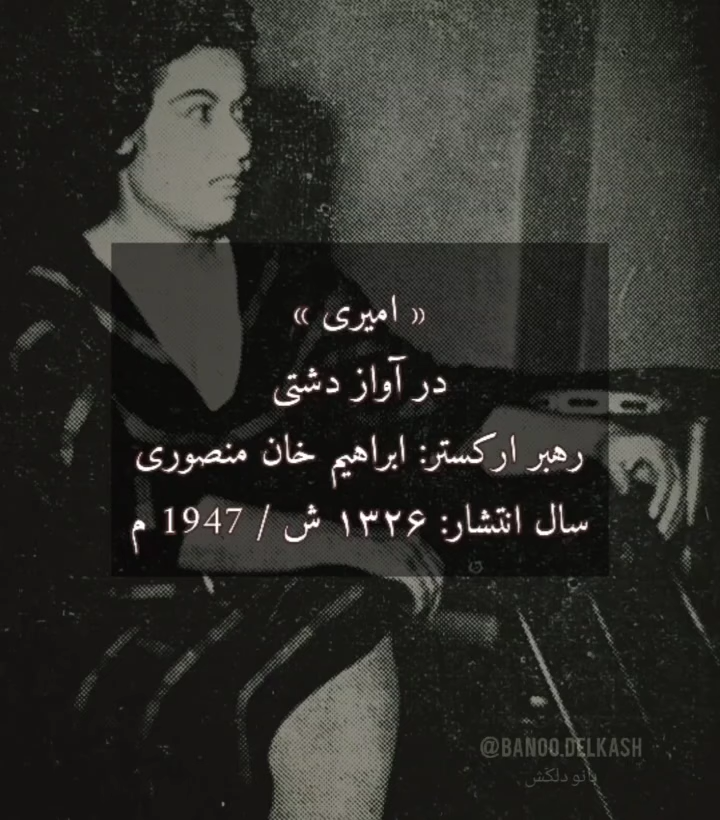 « امیری »
در آواز دشتی
رهبر ارکستر: ابراهیم خان منصوری
سال انتشار: ۱۳۲۶ ش / 1947 م
@BANOO.DELKASH
بانو دلکش